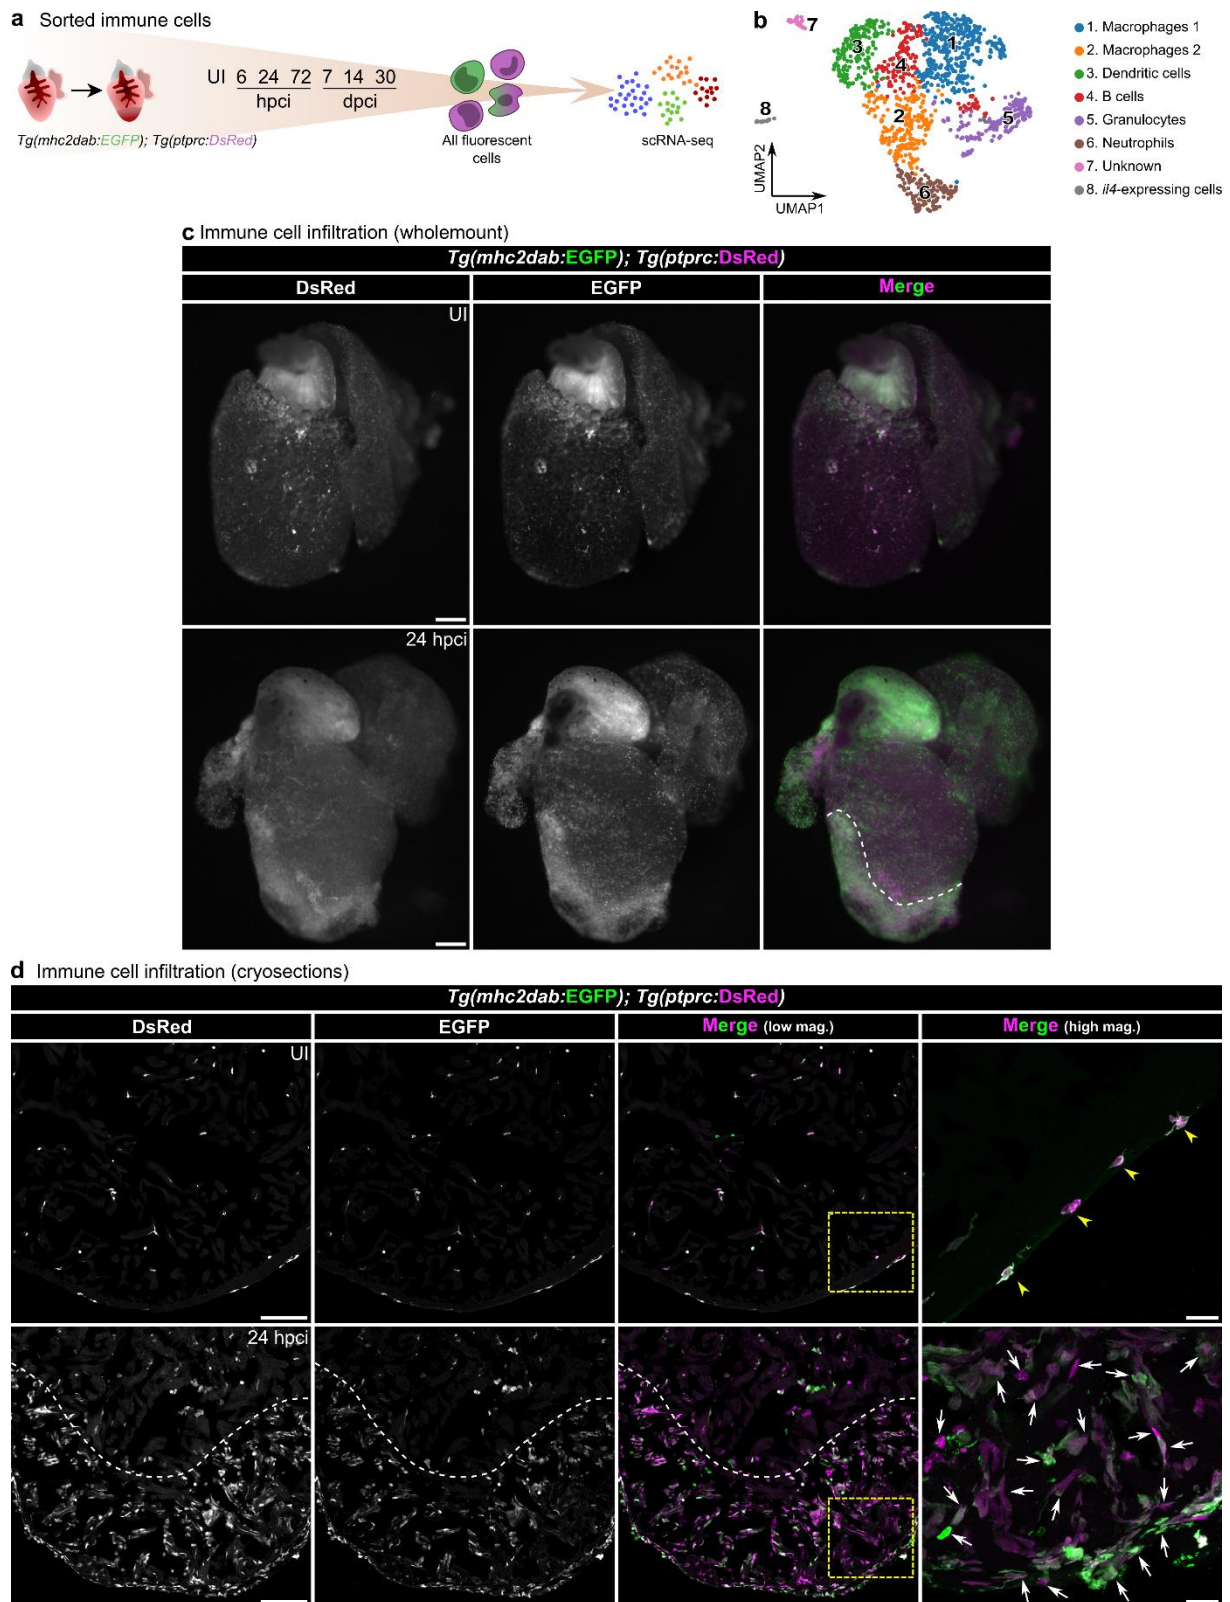 a Sorted immune cells
UI 6 24 72 7 14 30
hpci dpci
Tg(mhc2dab:EGFP); Tg(ptprc:DsRed)
All fluorescent
cells
scRNA-seq
b
7
3
1
4
8
2
5
6
UMAP2
UMAP1
1. Macrophages 1
2. Macrophages 2
3. Dendritic cells
4. B cells
5. Granulocytes
6. Neutrophils
7. Unknown
8. il4-expressing cells
c Immune cell infiltration (wholemount)
Tg(mhc2dab:EGFP); Tg(ptprc:DsRed)
DsRed EGFP Merge
UI
24 hpci
d Immune cell infiltration (cryosections)
Tg(mhc2dab:EGFP); Tg(ptprc:DsRed)
DsRed EGFP Merge (low mag.) Merge (high mag.)
UI
24 hpci